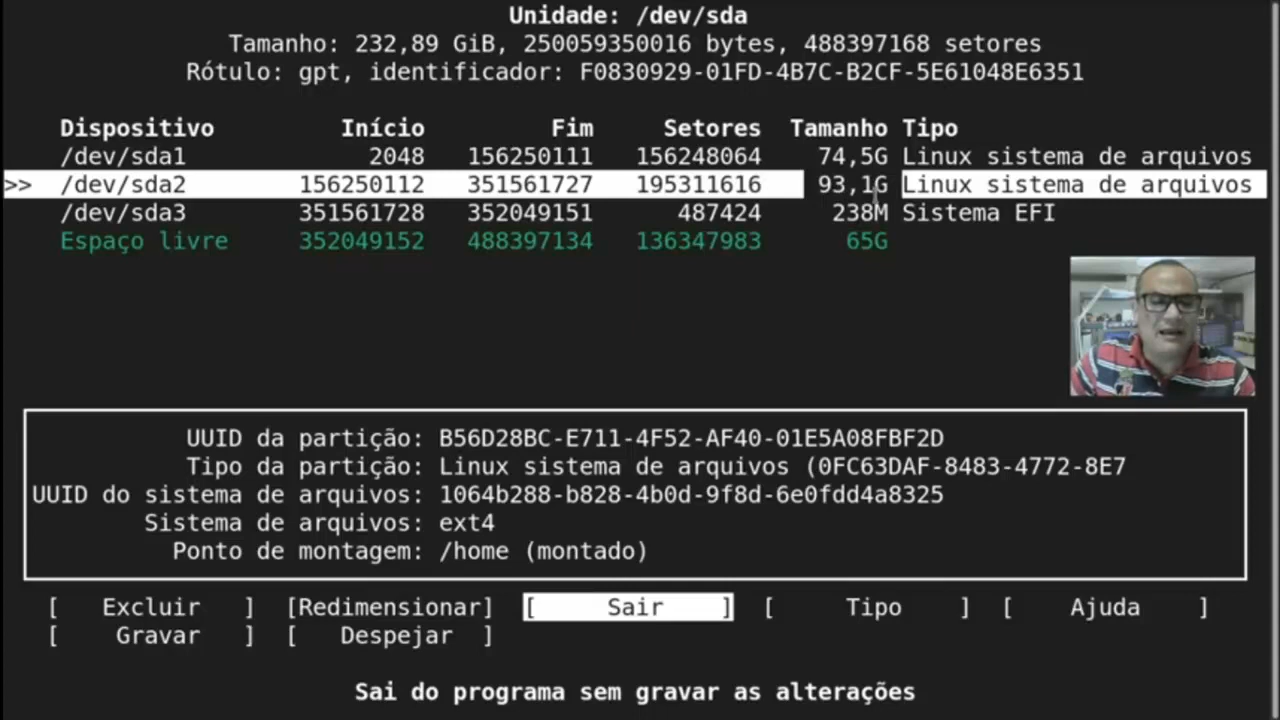 Unidade: /dev/sda
Tamanho: 232,89 GiB, 250059350016 bytes, 488397168 setores
Rótulo: gpt, identificador: F0830929-01FD-4B7C-B2CF-5E61048E6351
Dispositivo Início Fim Setores Tamanho Tipo
/dev/sda1 2048 156250111 156248064 74,5G Linux sistema de arquivos
>> /dev/sda2 156250112 351561727 195311616 93,1G Linux sistema de arquivos
/dev/sda3 351561728 352049151 487424 238M Sistema EFI
Espaço livre 352049152 488397134 136347983 65G
UUID da partição: B56D28BC-E711-4F52-AF40-01E5A08FBF2D
Tipo da partição: Linux sistema de arquivos (0FC63DAF-8483-4772-8E7
UUID do sistema de arquivos: 1064b288-b828-4b0d-9f8d-6e0fdd4a8325
Sistema de arquivos: ext4
Ponto de montagem: /home (montado)
[ Excluir ] [Redimensionar] [ Sair ] [ Tipo ] [ Ajuda ]
[ Gravar ] [ Despejar ]
Sai do programa sem gravar as alterações